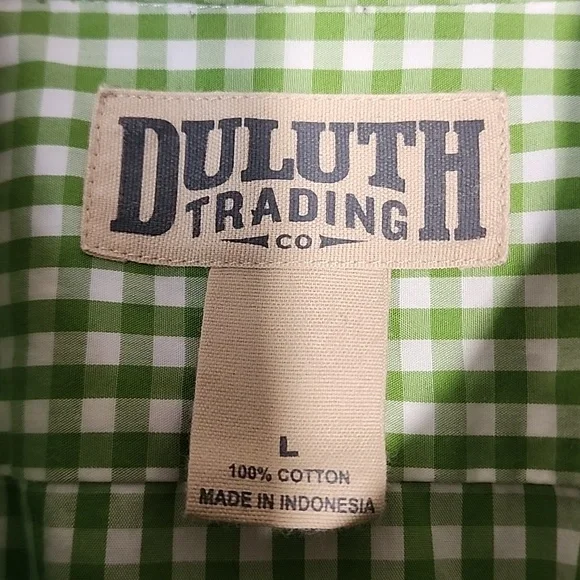 DULUTH
TRADING
CO
L
100% COTTON
MADE IN INDONESIA